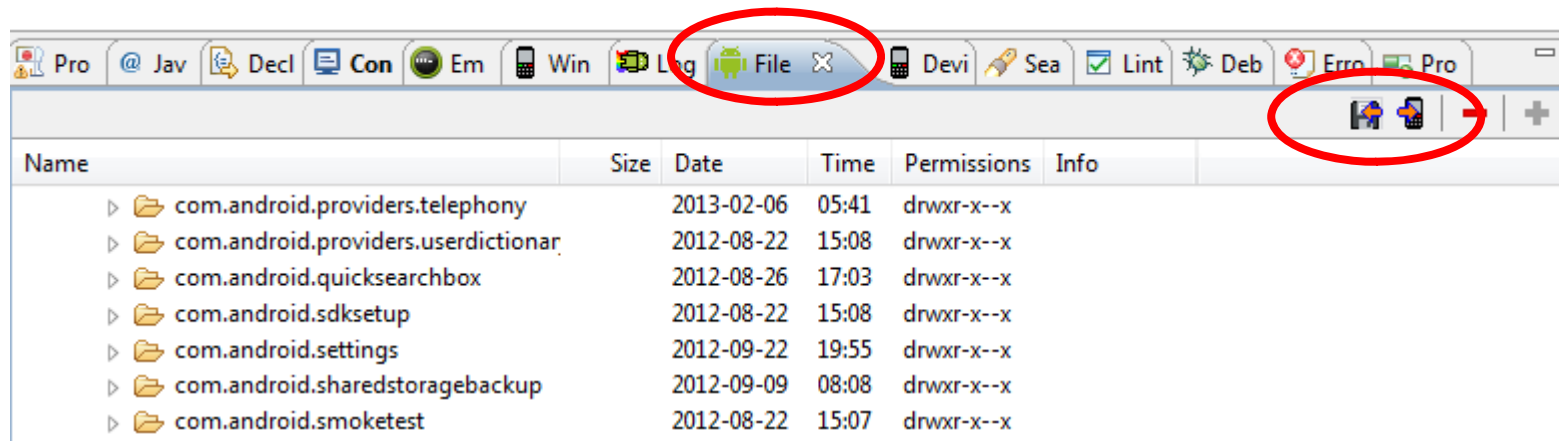 Pro @ Jav Decl Con Em Win Log File Devi Sea Lint Deb Erro Pro
Name Size Date Time Permissions Info
com.android.providers.telephony 2013-02-06 05:41 drwxr-x--x
com.android.providers.userdictionar 2012-08-22 15:08 drwxr-x--x
com.android.quicksearchbox 2012-08-26 17:03 drwxr-x--x
com.android.sdksetup 2012-08-22 15:08 drwxr-x--x
com.android.settings 2012-09-22 19:55 drwxr-x--x
com.android.sharedstoragebackup 2012-09-09 08:08 drwxr-x--x
com.android.smoketest 2012-08-22 15:07 drwxr-x--x